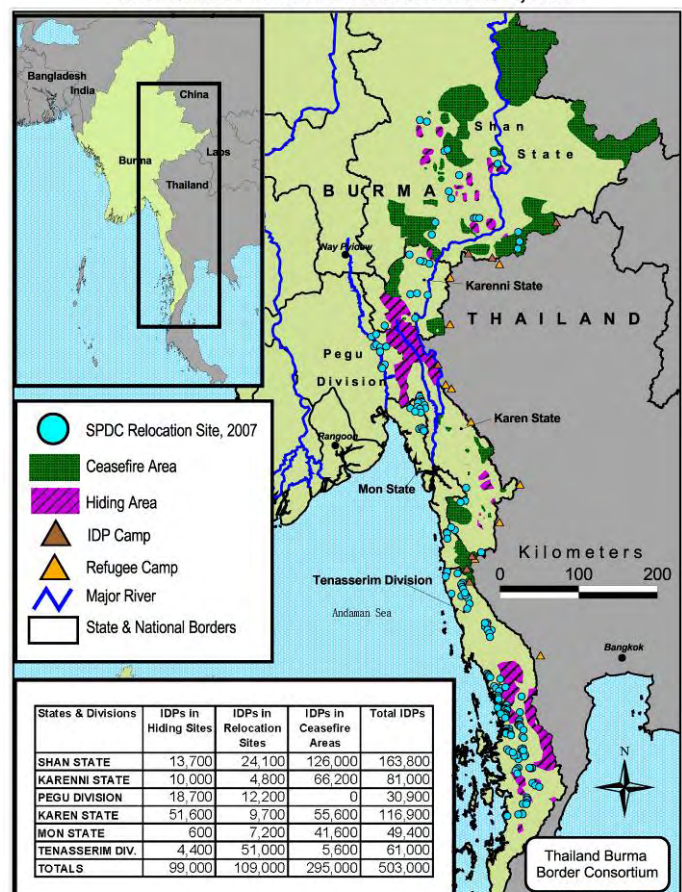 Bangladesh
India
China
Burma
Laos
Thailand
Shan
State
BURMA
Nay Pyidaw
Karenni State
THAILAND
Pegu
Division
Karen State
Rangoon
Mon State
Kilometers
0 100 200
Tenasserim Division
Andaman Sea
Bangkok
N
SPDC Relocation Site, 2007
Ceasefire Area
Hiding Area
IDP Camp
Refugee Camp
Major River
State & National Borders
States & Divisions IDPs in Hiding Sites IDPs in Relocation Sites IDPs in Ceasefire Areas Total IDPs
SHAN STATE 13,700 24,100 126,000 163,800
KARENNI STATE 10,000 4,800 66,200 81,000
PEGU DIVISION 18,700 12,200 0 30,900
KAREN STATE 51,600 9,700 55,600 116,900
MON STATE 600 7,200 41,600 49,400
TENASSERIM DIV. 4,400 51,000 5,600 61,000
TOTALS 99,000 109,000 295,000 503,000
Thailand Burma
Border Consortium